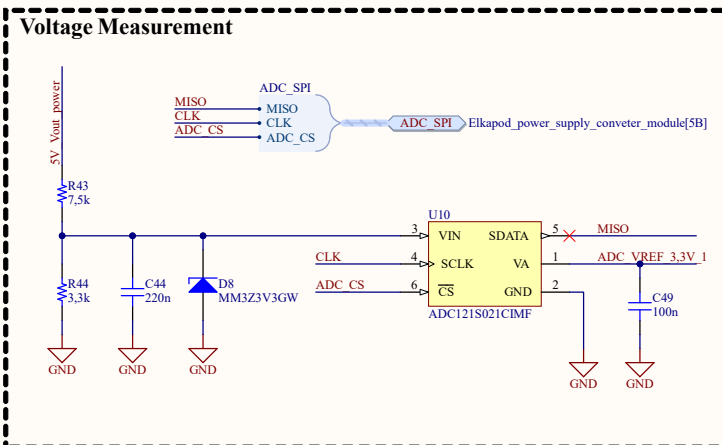 Voltage Measurement
ADC_SPI
MISO
CLK
ADC_CS
MISO
CLK
ADC_CS
ADC_SPI
Elkapod_power_supply_conveter_module[5B]
5V_Vout_power
R43
7,5k
R44
3,3k
C44
220n
D8
MM3Z3V3GW
CLK
ADC_CS
U10
3
VIN
SDATA
5
MISO
4
SCLK
VA
1
ADC_VREF_3,3V_1
6
CS
GND
2
ADC121S021CIMF
C49
100n
GND
GND
GND
GND
GND